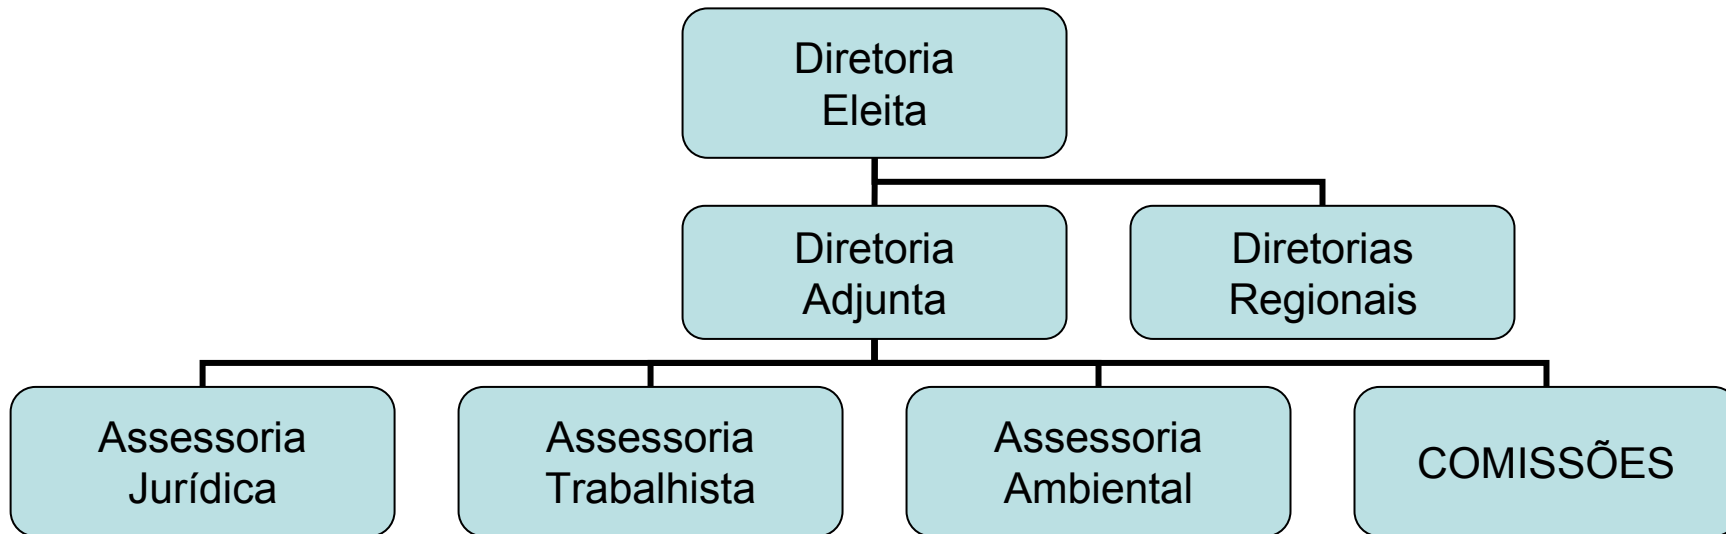 Diretoria
Eleita
Diretoria
Adjunta
Diretorias
Regionais
Assessoria
Jurídica
Assessoria
Trabalhista
Assessoria
Ambiental
COMISSÕES